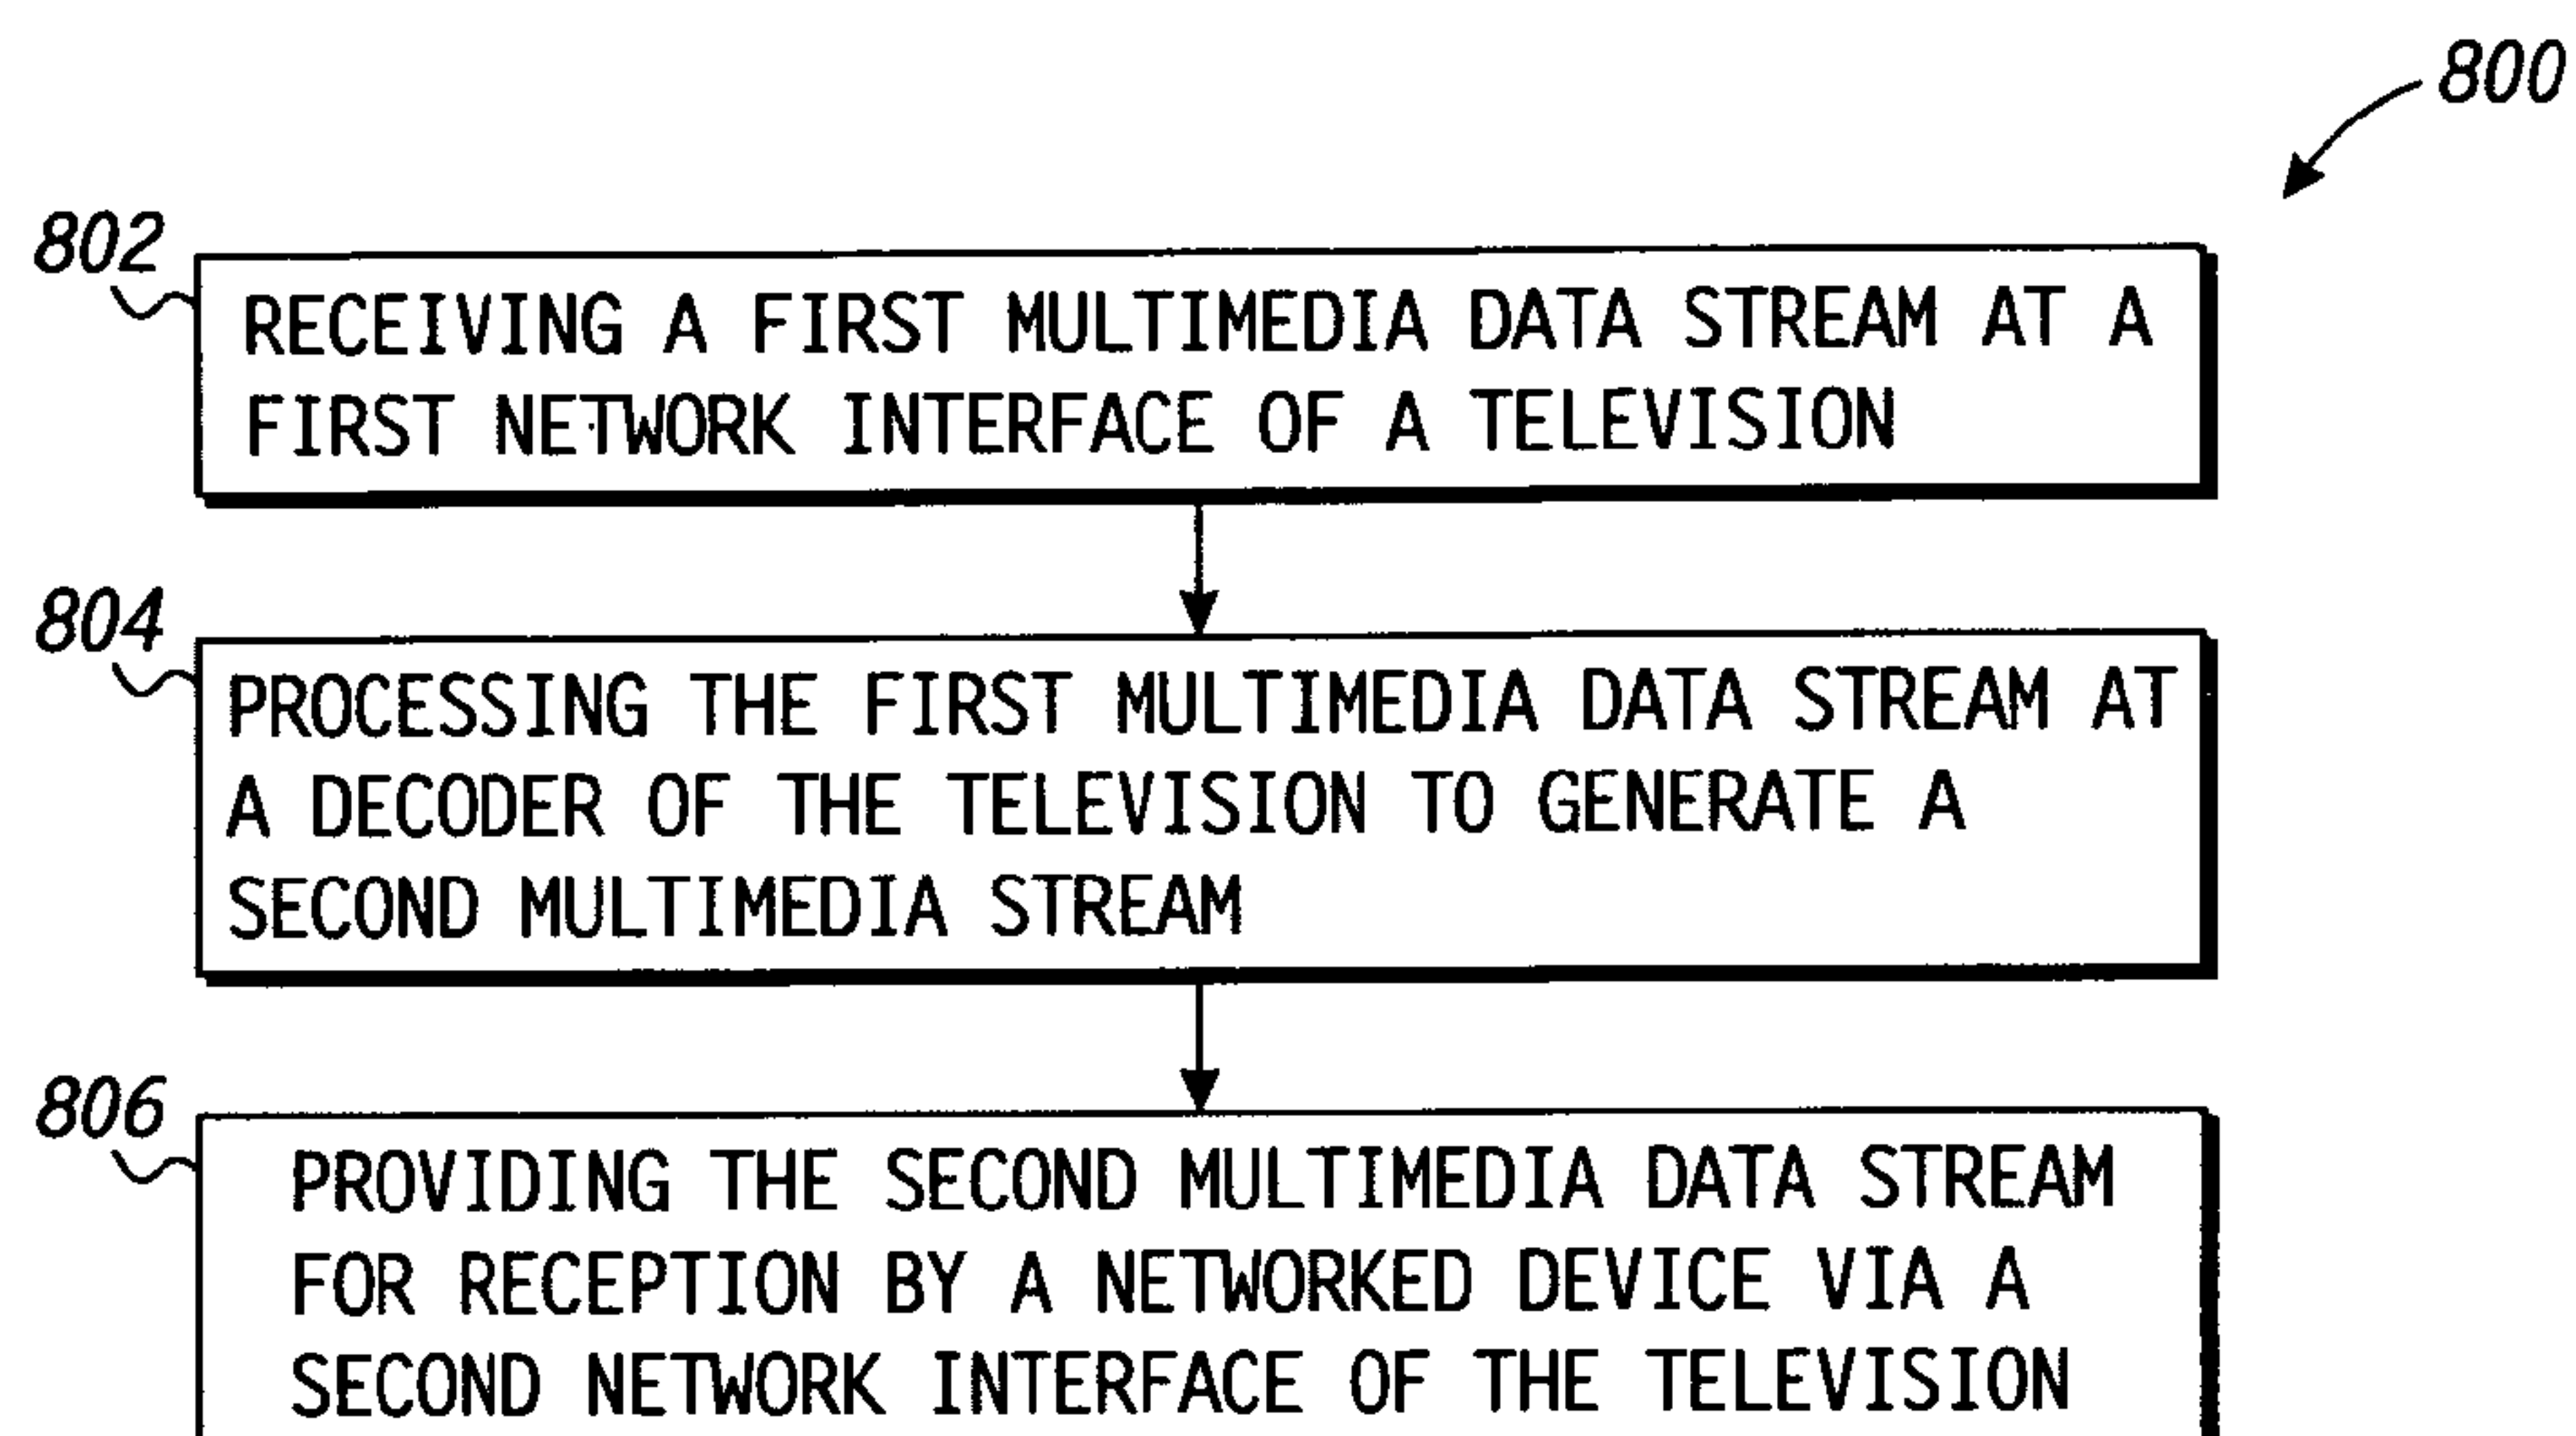 800
802
RECEIVING A FIRST MULTIMEDIA DATA STREAM AT A
FIRST NETWORK INTERFACE OF A TELEVISION
804
PROCESSING THE FIRST MULTIMEDIA DATA STREAM AT
A DECODER OF THE TELEVISION TO GENERATE A
SECOND MULTIMEDIA STREAM
806
PROVIDING THE SECOND MULTIMEDIA DATA STREAM
FOR RECEPTION BY A NETWORKED DEVICE VIA A
SECOND NETWORK INTERFACE OF THE TELEVISION